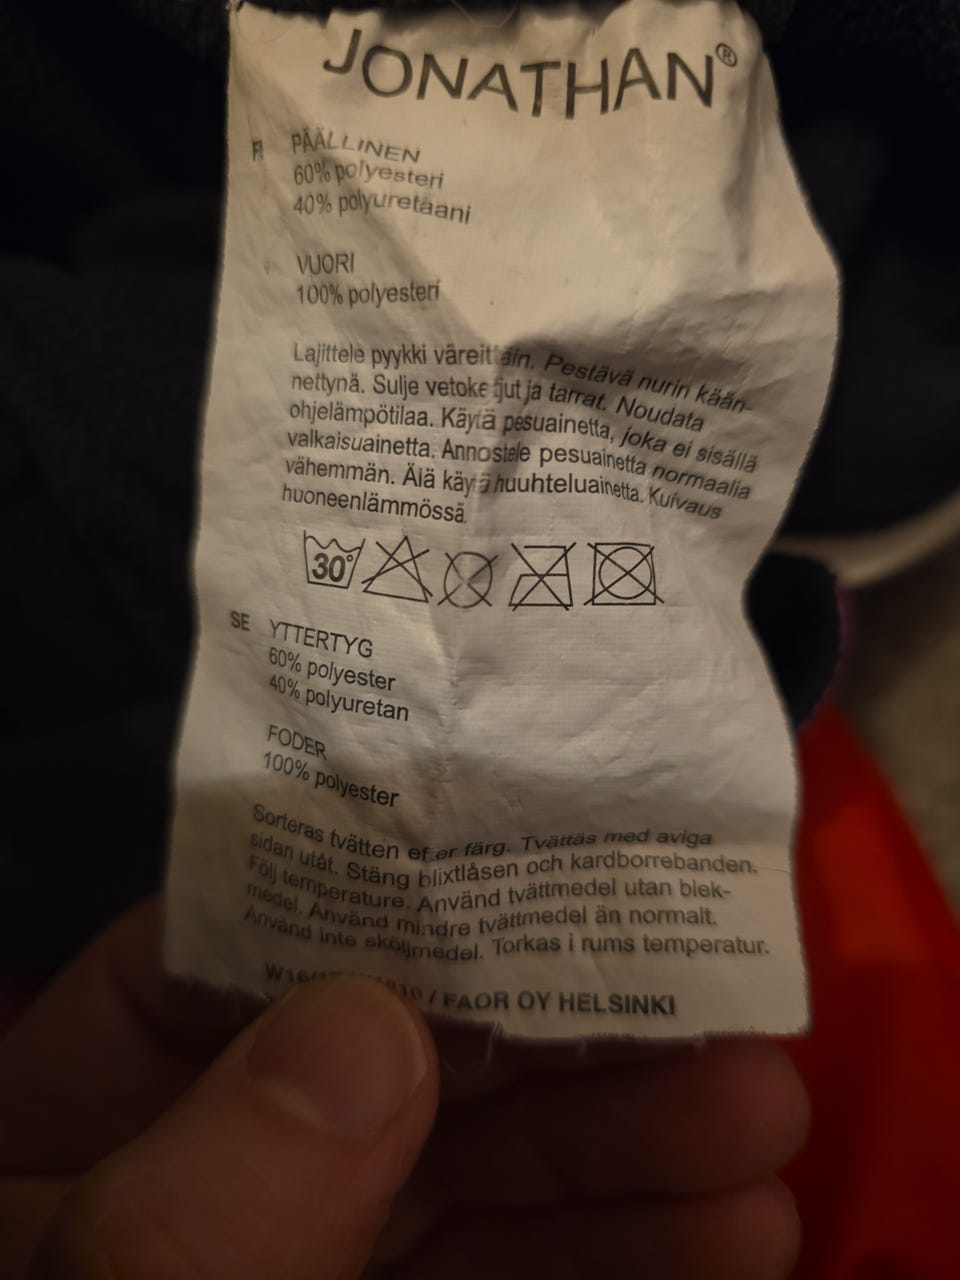 JONATHAN®
FI PÄÄLLINEN
60% polyesteri
40% polyuretaani
VUORI
100% polyesteri
Lajittele pyykki väreittäin. Pestävä nurin kään-
nettynä. Sulje vetoketjut ja tarrat. Noudata
ohjelämpötilaa. Käytä pesuainetta, joka ei sisällä
valkaisuainetta. Annostele pesuainetta normaalia
vähemmän. Älä käytä huuhteluainetta. Kuivaus
huoneenlämmössä.
30°
SE YTTERTYG
60% polyester
40% polyuretan
FODER
100% polyester
Sorteras tvätten efter färg. Tvättäs med aviga
sidan utåt. Stäng blixtlåsen och kardborrebanden.
Följ temperature. Använd tvättmedel utan blek-
medel. Använd mindre tvättmedel än normalt.
Använd inte sköljmedel. Torkas i rums temperatur.
/ FAOR OY HELSINKI